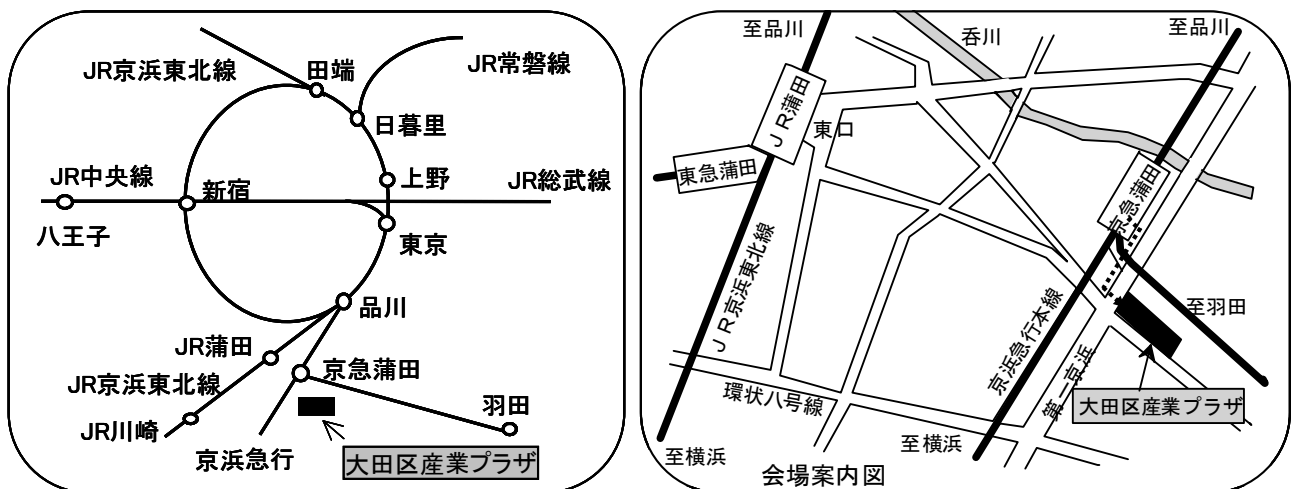 JR京浜東北線
田端
JR常磐線
日暮里
JR中央線
新宿
上野
JR総武線
八王子
東京
品川
JR蒲田
京急蒲田
JR京浜東北線
羽田
JR川崎
京浜急行
大田区産業プラザ
至品川
呑川
至品川
JR蒲田
東口
東急蒲田
京急蒲田
JR京浜東北線
至羽田
京浜急行本線
第一京浜
環状八号線
大田区産業プラザ
至横浜
至横浜
会場案内図